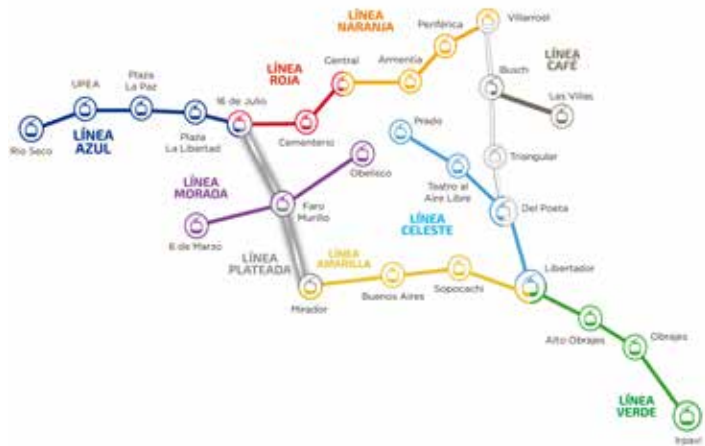 LÍNEA
NARANJA
Periférica
Villarroel
Plaza
La Paz
UPEA
16 de Julio
LÍNEA
ROJA
Central
Armentia
Busch
LÍNEA
CAFÉ
Las Villas
Rio Seco
LÍNEA
AZUL
Plaza
La Libertad
Cementerio
Prado
Triangular
LÍNEA
MORADA
Obelisco
Teatro al
Aire Libre
6 de Marzo
Faro
Murillo
LÍNEA
CELESTE
Del Poeta
LÍNEA
PLATEADA
LÍNEA
AMARILLA
Libertador
Mirador
Buenos Aires
Sopocachi
Alto Obrajes
Obrajes
LÍNEA
VERDE
Irpavi